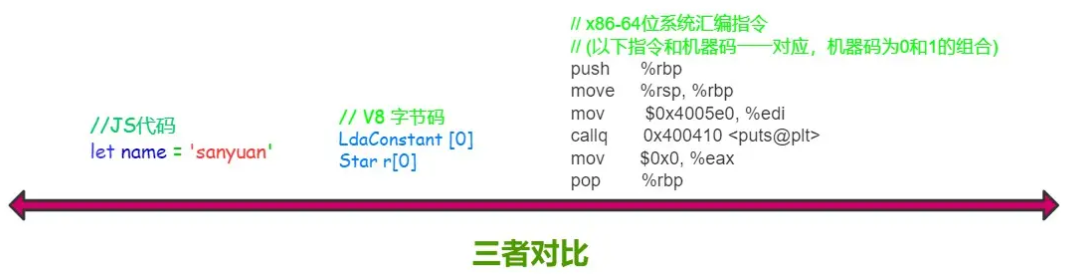 //JS代码
let name = 'sanyuan'
// V8 字节码
LdaConstant [0]
Star r[0]
// x86-64位系统汇编指令
// (以下指令和机器码一一对应，机器码为0和1的组合)
push %rbp
move %rsp, %rbp
mov $0x4005e0, %edi
callq 0x400410 <puts@plt>
mov $0x0, %eax
pop %rbp
三者对比